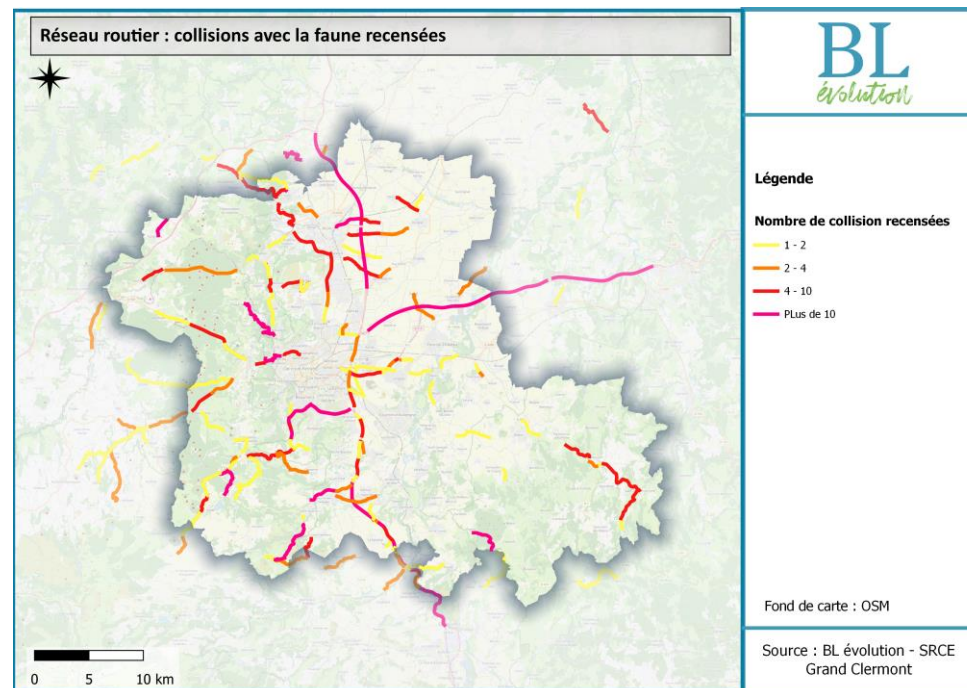 Réseau routier : collisions avec la faune recensées
BL
évolution
Légende
Nombre de collision recensées
1 - 2
2 - 4
4 - 10
PLus de 10
Fond de carte : OSM
0 5 10 km
Source : BL évolution - SRCE
Grand Clermont